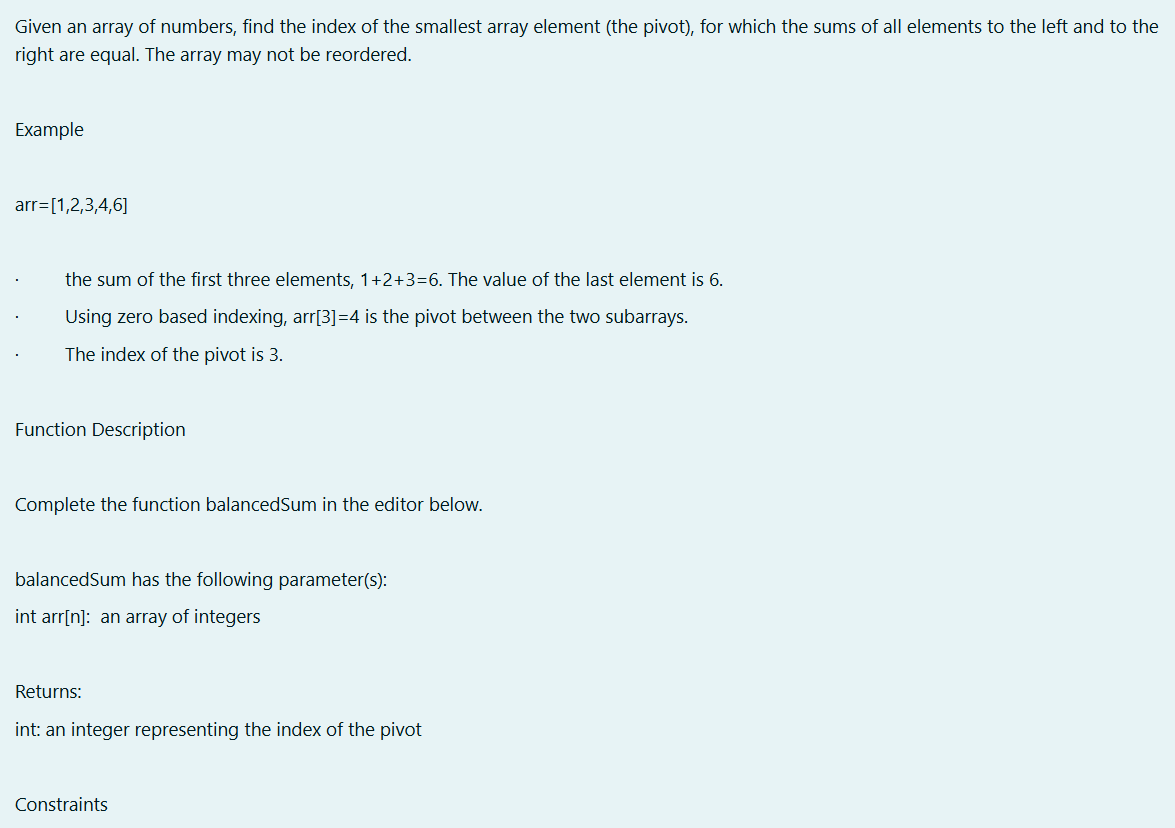 Given an array of numbers, find the index of the smallest array element (the pivot), for which the sums of all elements to the left and to the
right are equal. The array may not be reordered.
Example
arr=[1,2,3,4,6]
· the sum of the first three elements, 1+2+3=6. The value of the last element is 6.
· Using zero based indexing, arr[3]=4 is the pivot between the two subarrays.
· The index of the pivot is 3.
Function Description
Complete the function balancedSum in the editor below.
balancedSum has the following parameter(s):
int arr[n]: an array of integers
Returns:
int: an integer representing the index of the pivot
Constraints